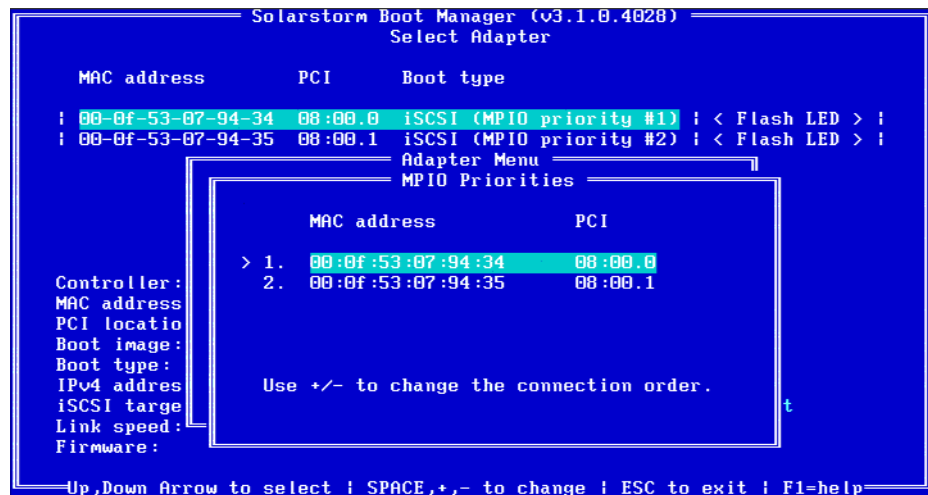 Solarstorm Boot Manager (v3.1.0.4028)
Select Adapter
MAC address PCI Boot type
¦ 00-0f-53-07-94-34 08:00.0 iSCSI (MPIO priority #1) ¦ < Flash LED > ¦
¦ 00-0f-53-07-94-35 08:00.1 iSCSI (MPIO priority #2) ¦ < Flash LED > ¦
Adapter Menu
MPIO Priorities
MAC address PCI
> 1. 00:0f:53:07:94:34 08:00.0
2. 00:0f:53:07:94:35 08:00.1
Controller:
MAC address
PCI locatio
Boot image:
Boot type:
IPv4 addres
Use +/- to change the connection order.
iSCSI targe t
Link speed:
Firmware:
Up,Down Arrow to select ¦ SPACE,+,- to change ¦ ESC to exit ¦ F1=help